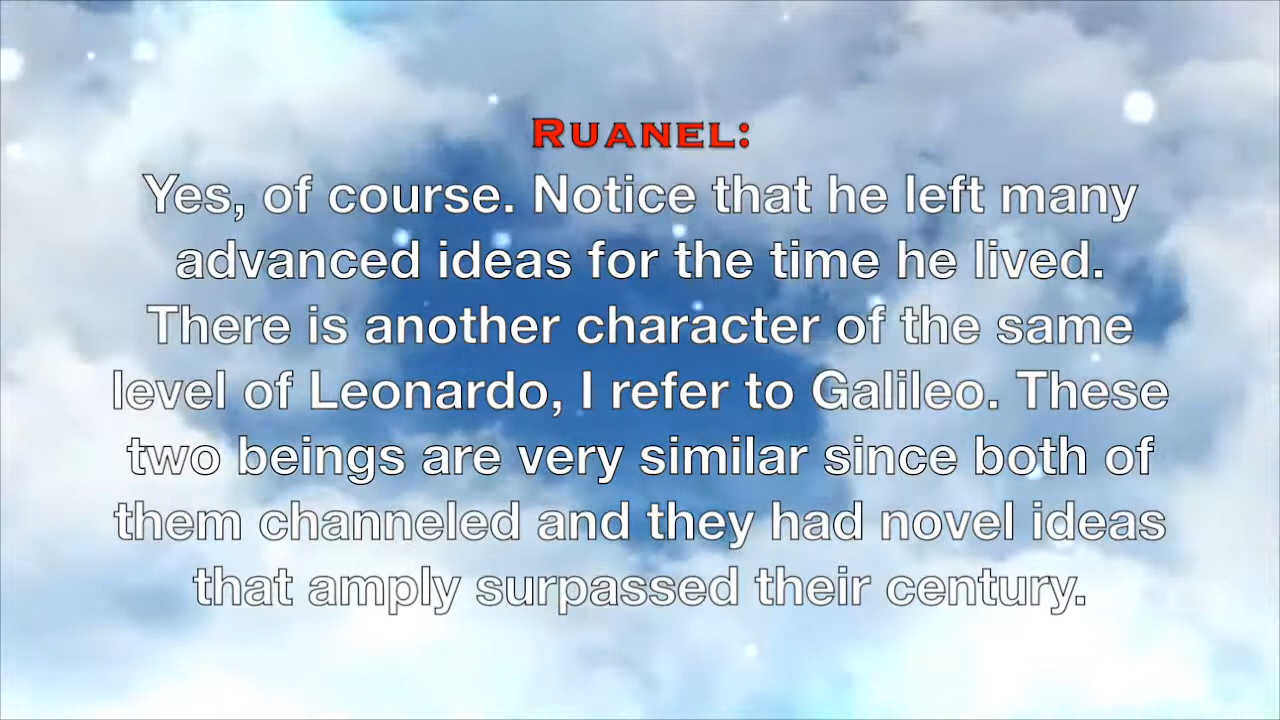 RUANEL:
Yes, of course. Notice that he left many
advanced ideas for the time he lived.
There is another character of the same
level of Leonardo, I refer to Galileo. These
two beings are very similar since both of
them channeled and they had novel ideas
that amply surpassed their century.